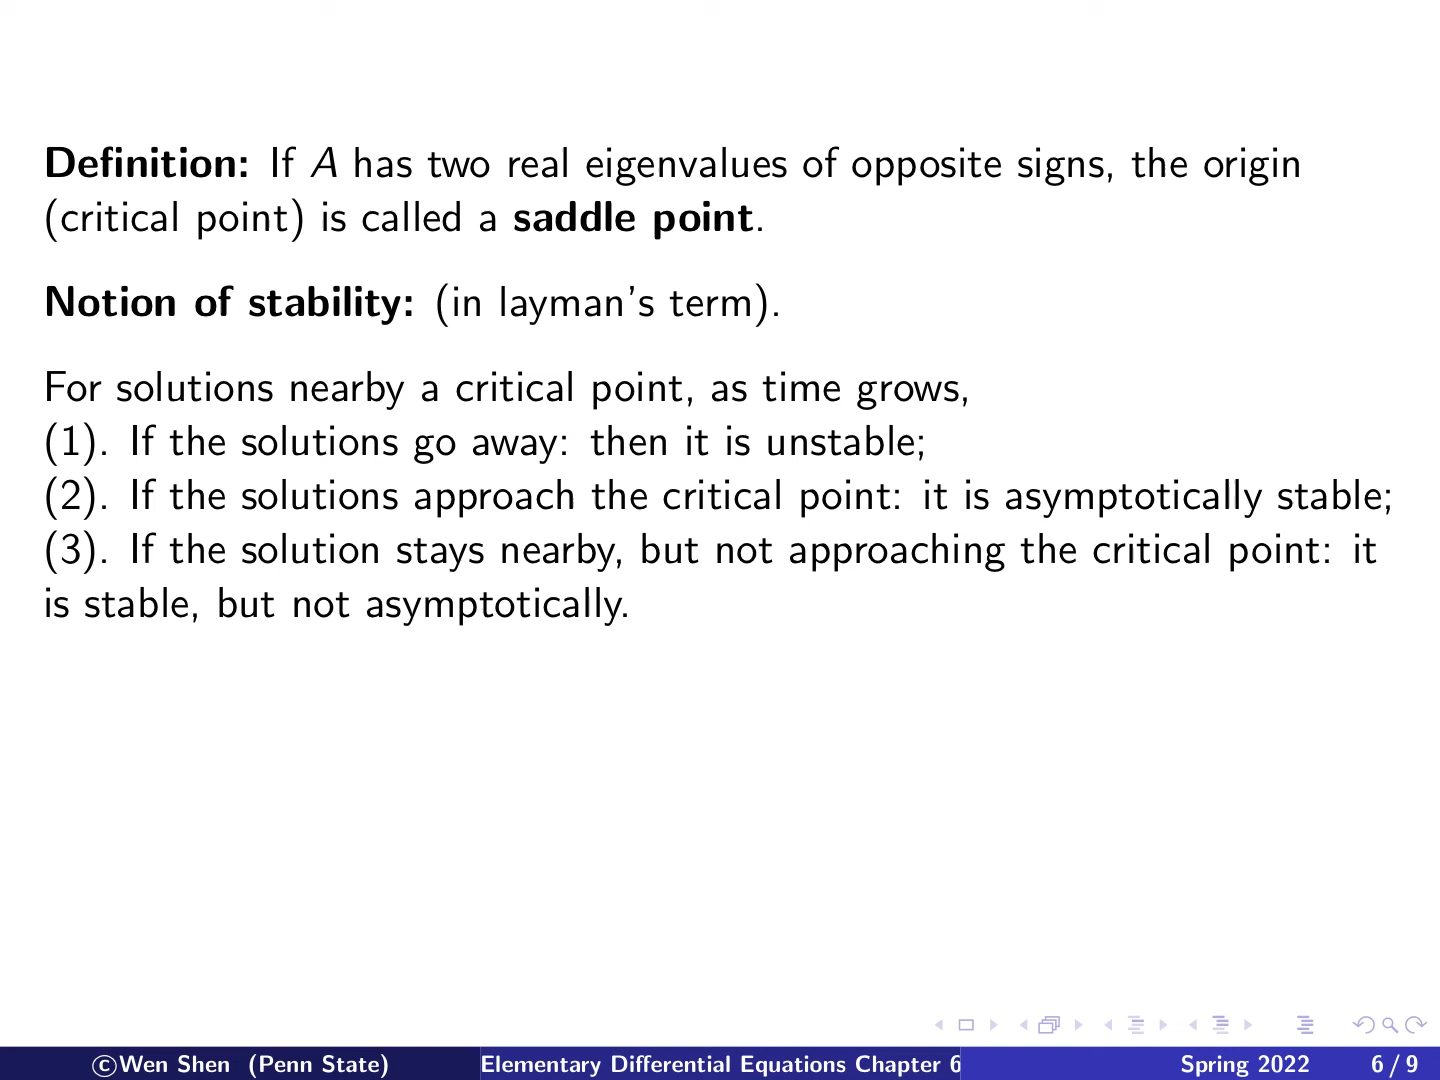 Definition: If A has two real eigenvalues of opposite signs, the origin
(critical point) is called a saddle point.
Notion of stability: (in layman's term).
For solutions nearby a critical point, as time grows,
(1). If the solutions go away: then it is unstable;
(2). If the solutions approach the critical point: it is asymptotically stable;
(3). If the solution stays nearby, but not approaching the critical point: it
is stable, but not asymptotically.
©Wen Shen (Penn State) Elementary Differential Equations Chapter 6 Spring 2022 6 / 9